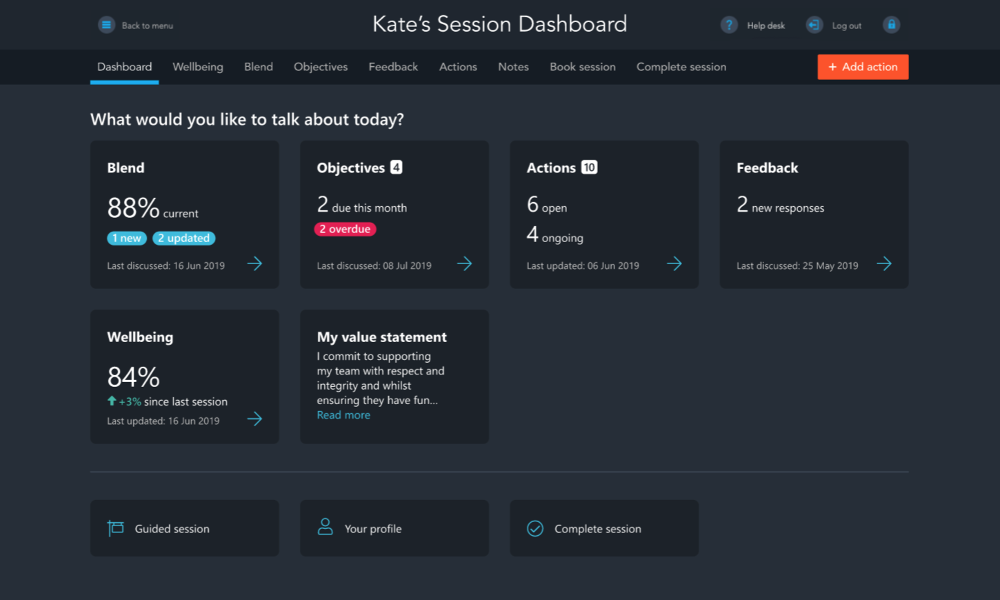 Back to menu
Kate’s Session Dashboard
? Help desk
Log out
Dashboard Wellbeing Blend Objectives Feedback Actions Notes Book session Complete session + Add action
What would you like to talk about today?
Blend
88% current
1 new 2 updated
Last discussed: 16 Jun 2019
Objectives 4
2 due this month
2 overdue
Last discussed: 08 Jul 2019
Actions 10
6 open
4 ongoing
Last updated: 06 Jun 2019
Feedback
2 new responses
Last discussed: 25 May 2019
Wellbeing
84%
+3% since last session
Last updated: 16 Jun 2019
My value statement
I commit to supporting
my team with respect and
integrity and whilst
ensuring they have fun...
Read more
Guided session
Your profile
Complete session